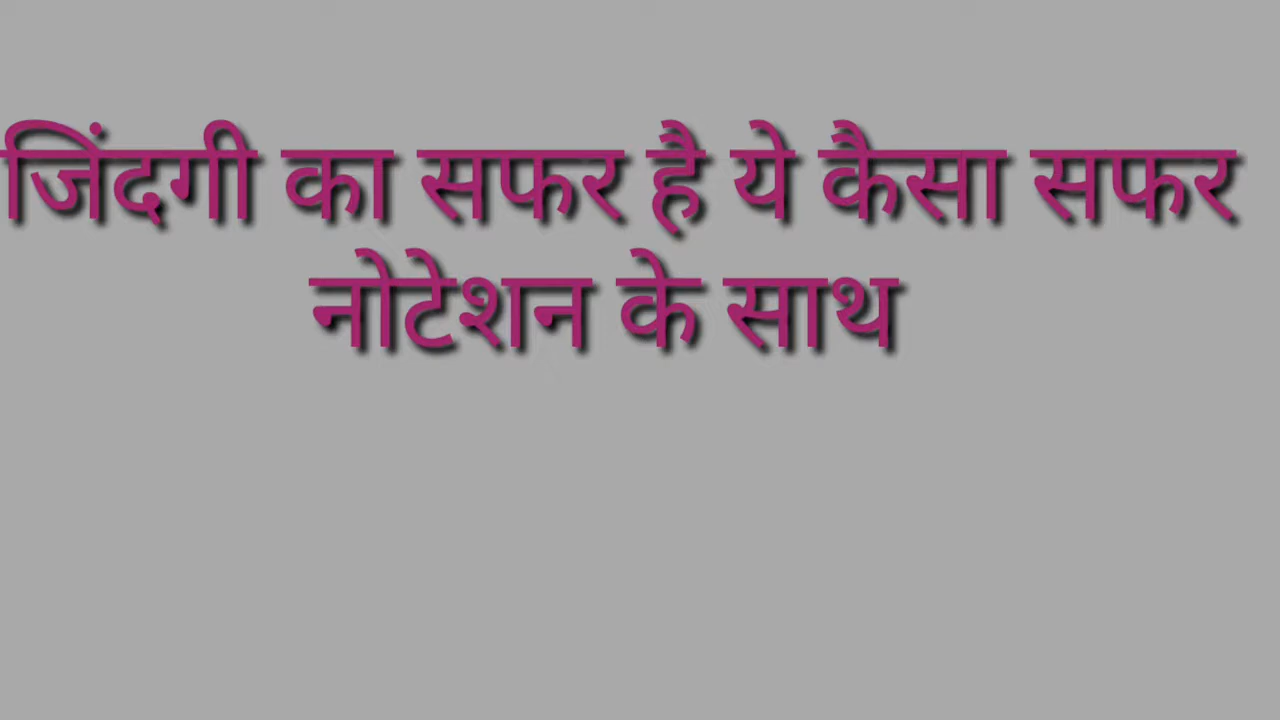 जिंदगी का सफर है ये कैसा सफर
नोटेशन के साथ